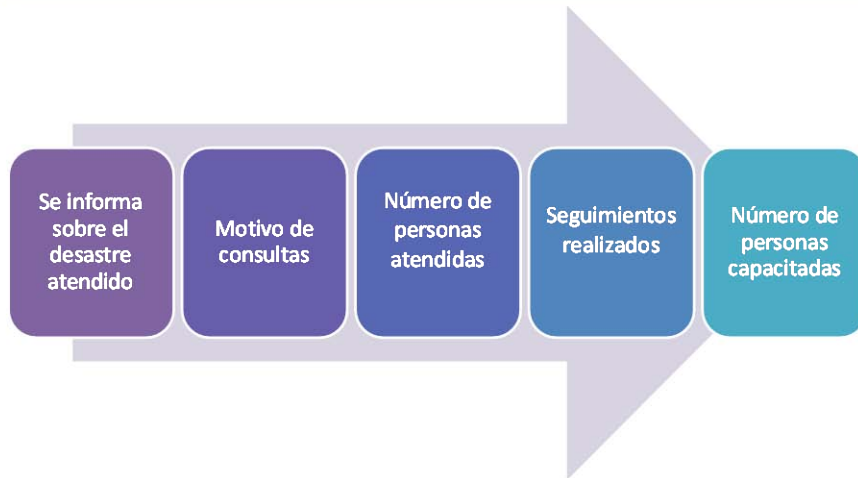 Se informa
sobre el
desastre
atendido
Motivo de
consultas
Número de
personas
atendidas
Seguimientos
realizados
Número de
personas
capacitadas